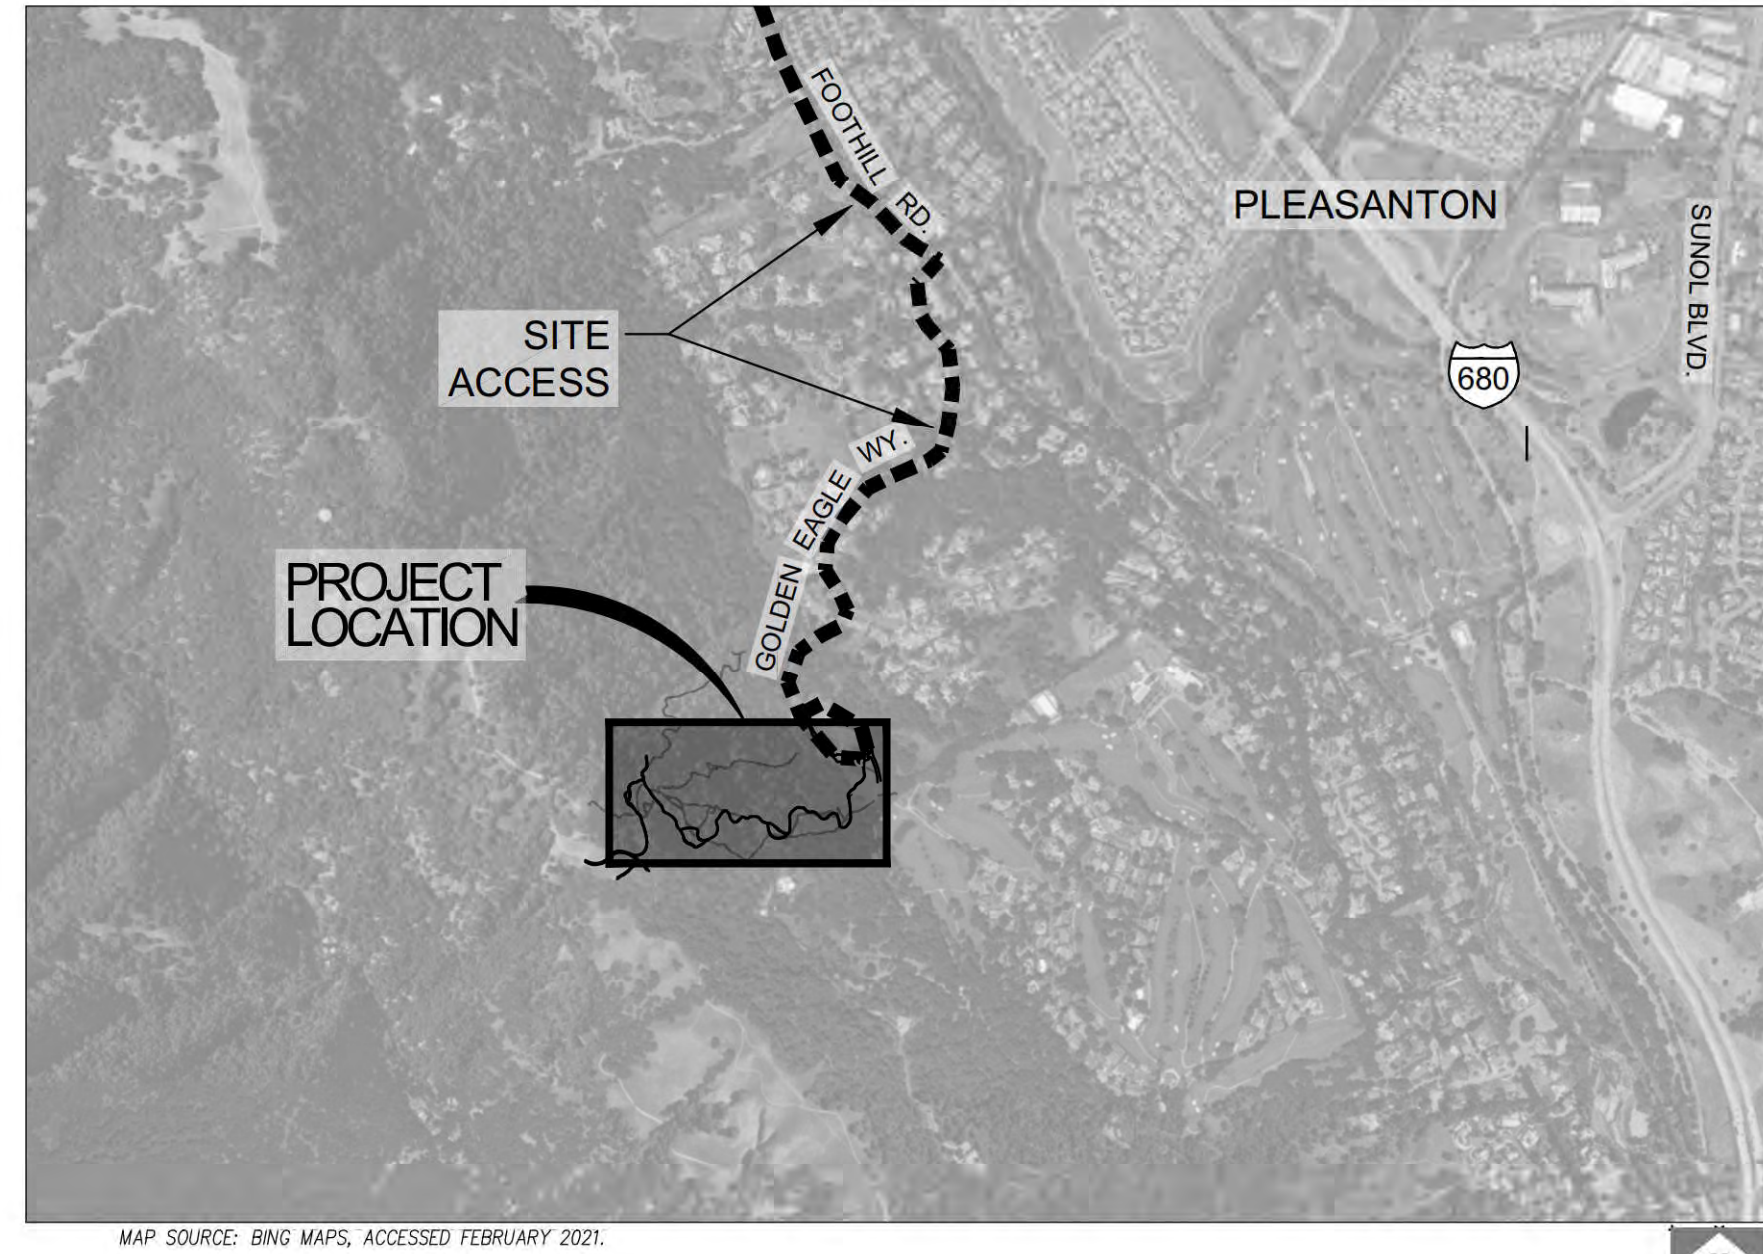 FOOTHILL RD.
PLEASANTON
SUNOL BLVD.
SITE
ACCESS
680
GOLDEN EAGLE WY.
PROJECT
LOCATION
MAP SOURCE: BING MAPS, ACCESSED FEBRUARY 2021.